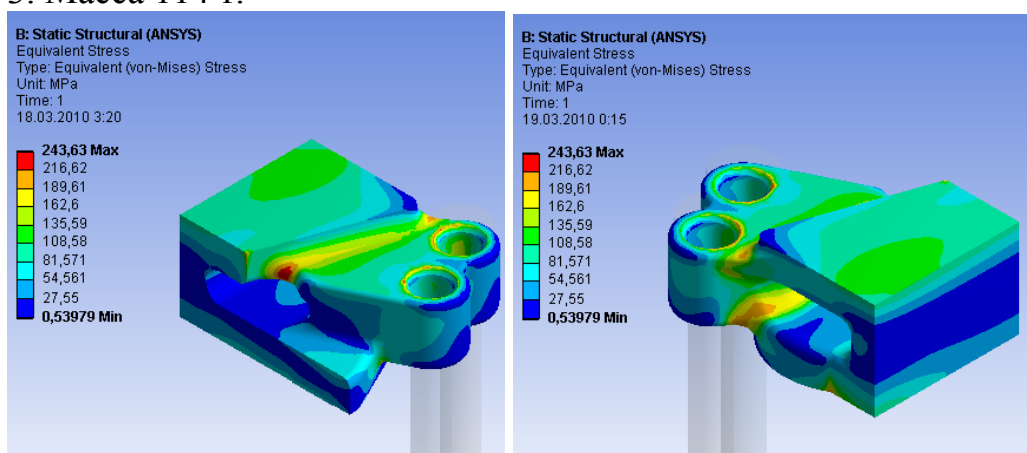 B: Static Structural (ANSYS)
Equivalent Stress
Type: Equivalent (von-Mises) Stress
Unit: MPa
Time: 1
18.03.2010 3:20
243,63 Max
216,62
189,61
162,6
135,59
108,58
81,571
54,561
27,55
0,53979 Min
B: Static Structural (ANSYS)
Equivalent Stress
Type: Equivalent (von-Mises) Stress
Unit: MPa
Time: 1
19.03.2010 0:15
243,63 Max
216,62
189,61
162,6
135,59
108,58
81,571
54,561
27,55
0,53979 Min